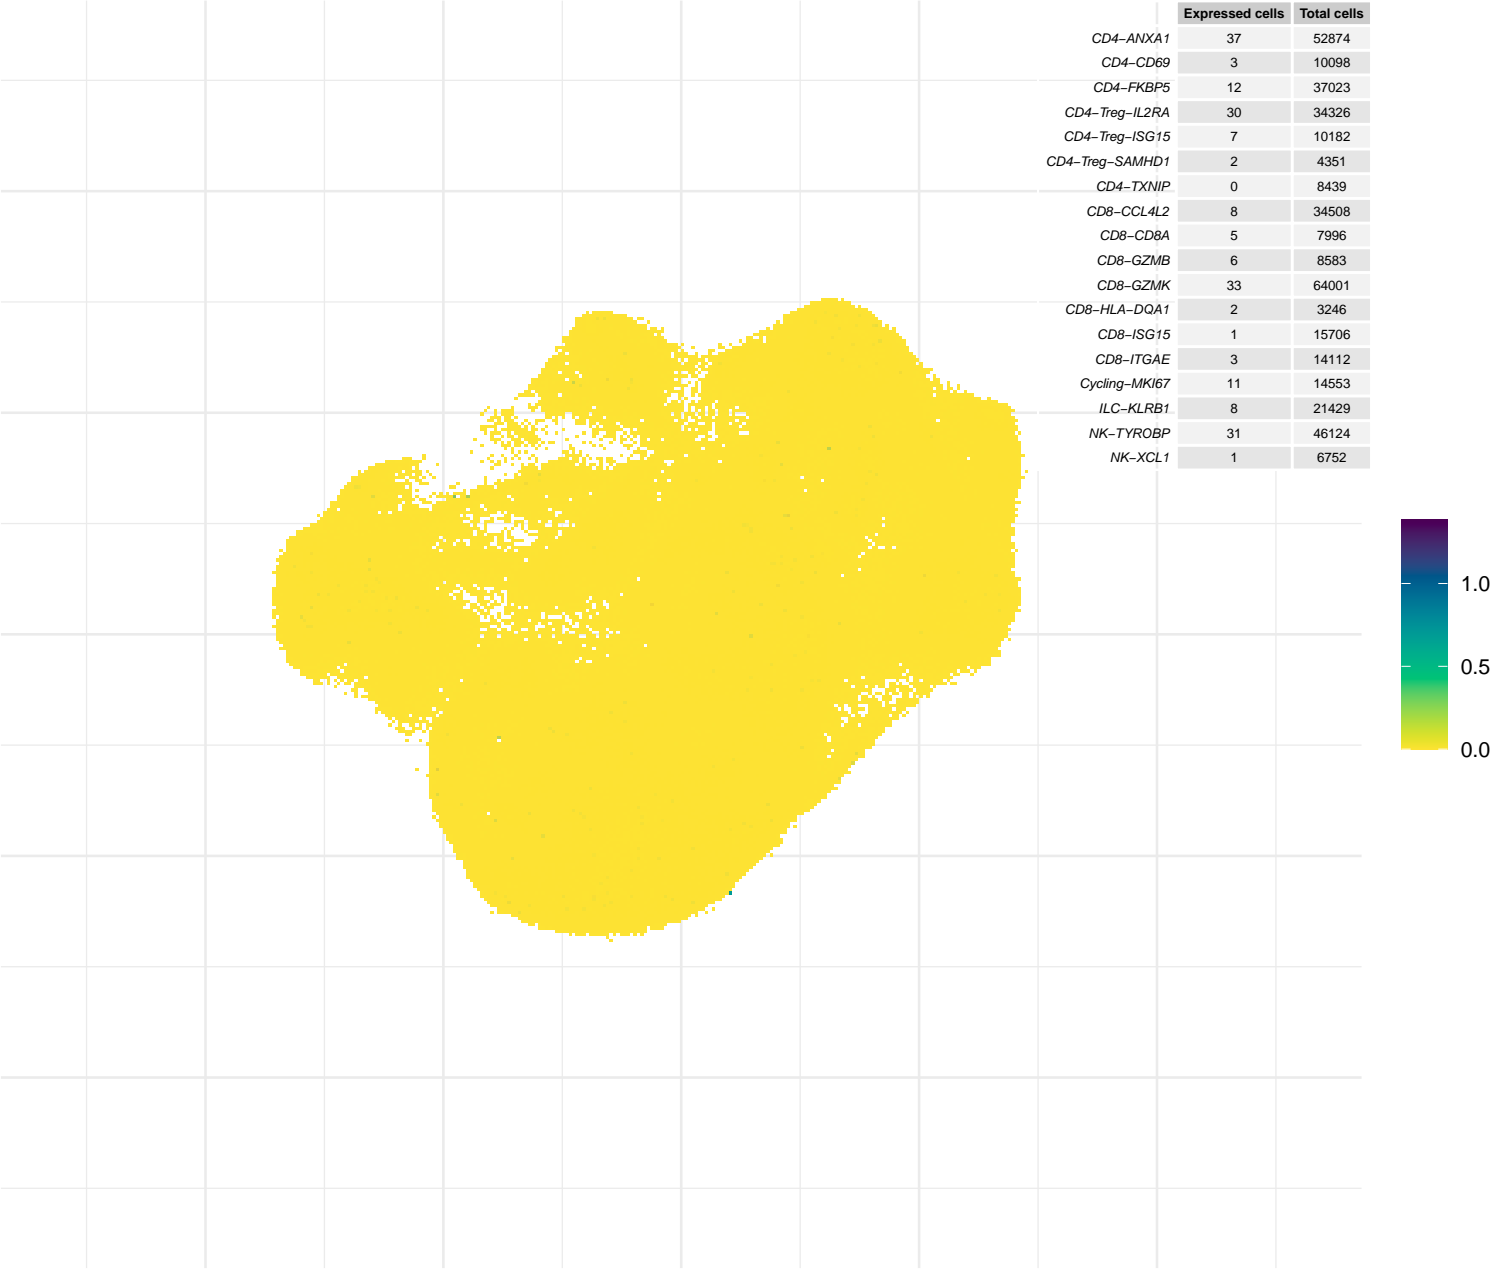 Expressed cells Total cells
CD4−ANXA1 37 52874
CD4−CD69 3 10098
CD4−FKBP5 12 37023
CD4−Treg−IL2RA 30 34326
CD4−Treg−ISG15 7 10182
CD4−Treg−SAMHD1 2 4351
CD4−TXNIP 0 8439
CD8−CCL4L2 8 34508
CD8−CD8A 5 7996
CD8−GZMB 6 8583
CD8−GZMK 33 64001
CD8−HLA−DQA1 2 3246
CD8−ISG15 1 15706
CD8−ITGAE 3 14112
Cycling−MKI67 11 14553
ILC−KLRB1 8 21429
NK−TYROBP 31 46124
NK−XCL1 1 6752
1.0
0.5
0.0